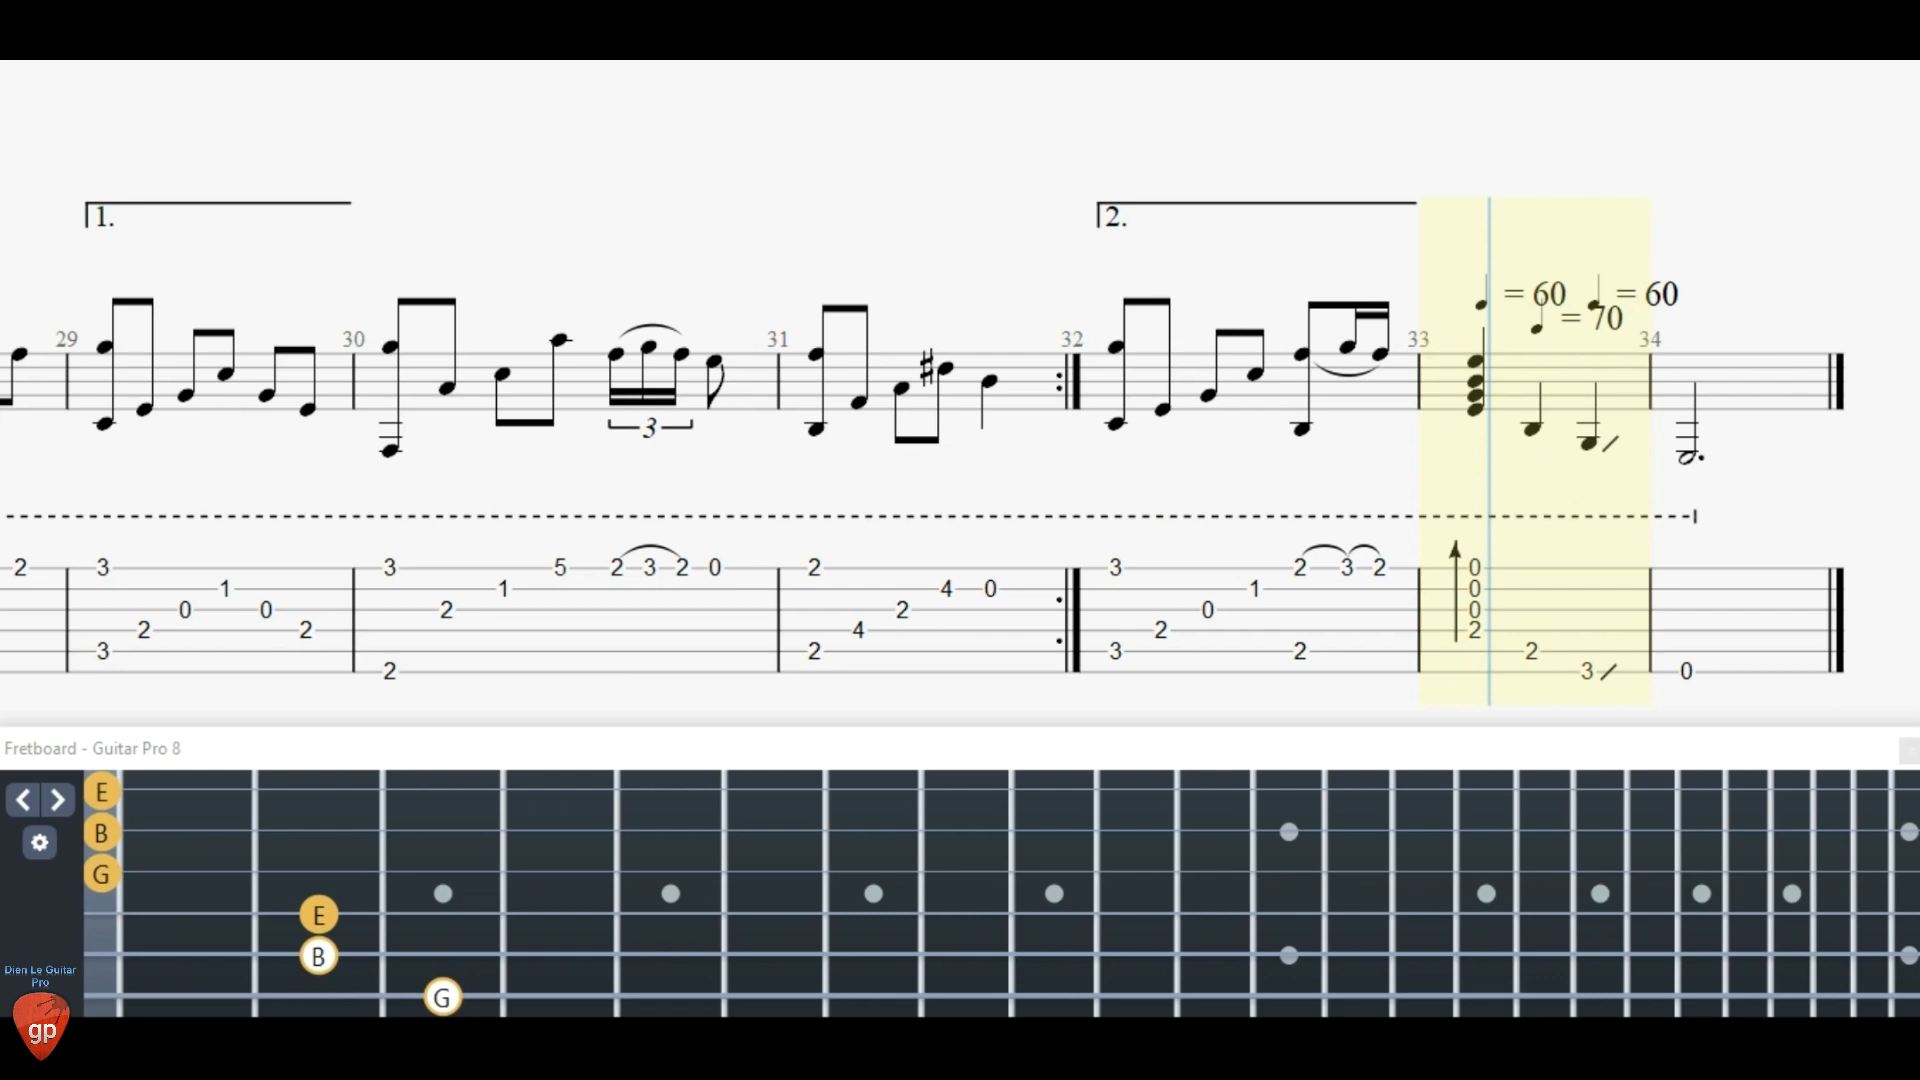 1. 2.
= 60 = 60
= 70
29 30 31 32 33 34
3
2 3 3 5 2 3 2 0 2 3 2 3 2 0
1 1 4 0 1 0
0 0 2 2 0 0
2 2 4 2 2
3 2 3 2 2
2 3 0
Fretboard - Guitar Pro 8
E
B
G
E
B
G
Dien Le Guitar
Pro
gp